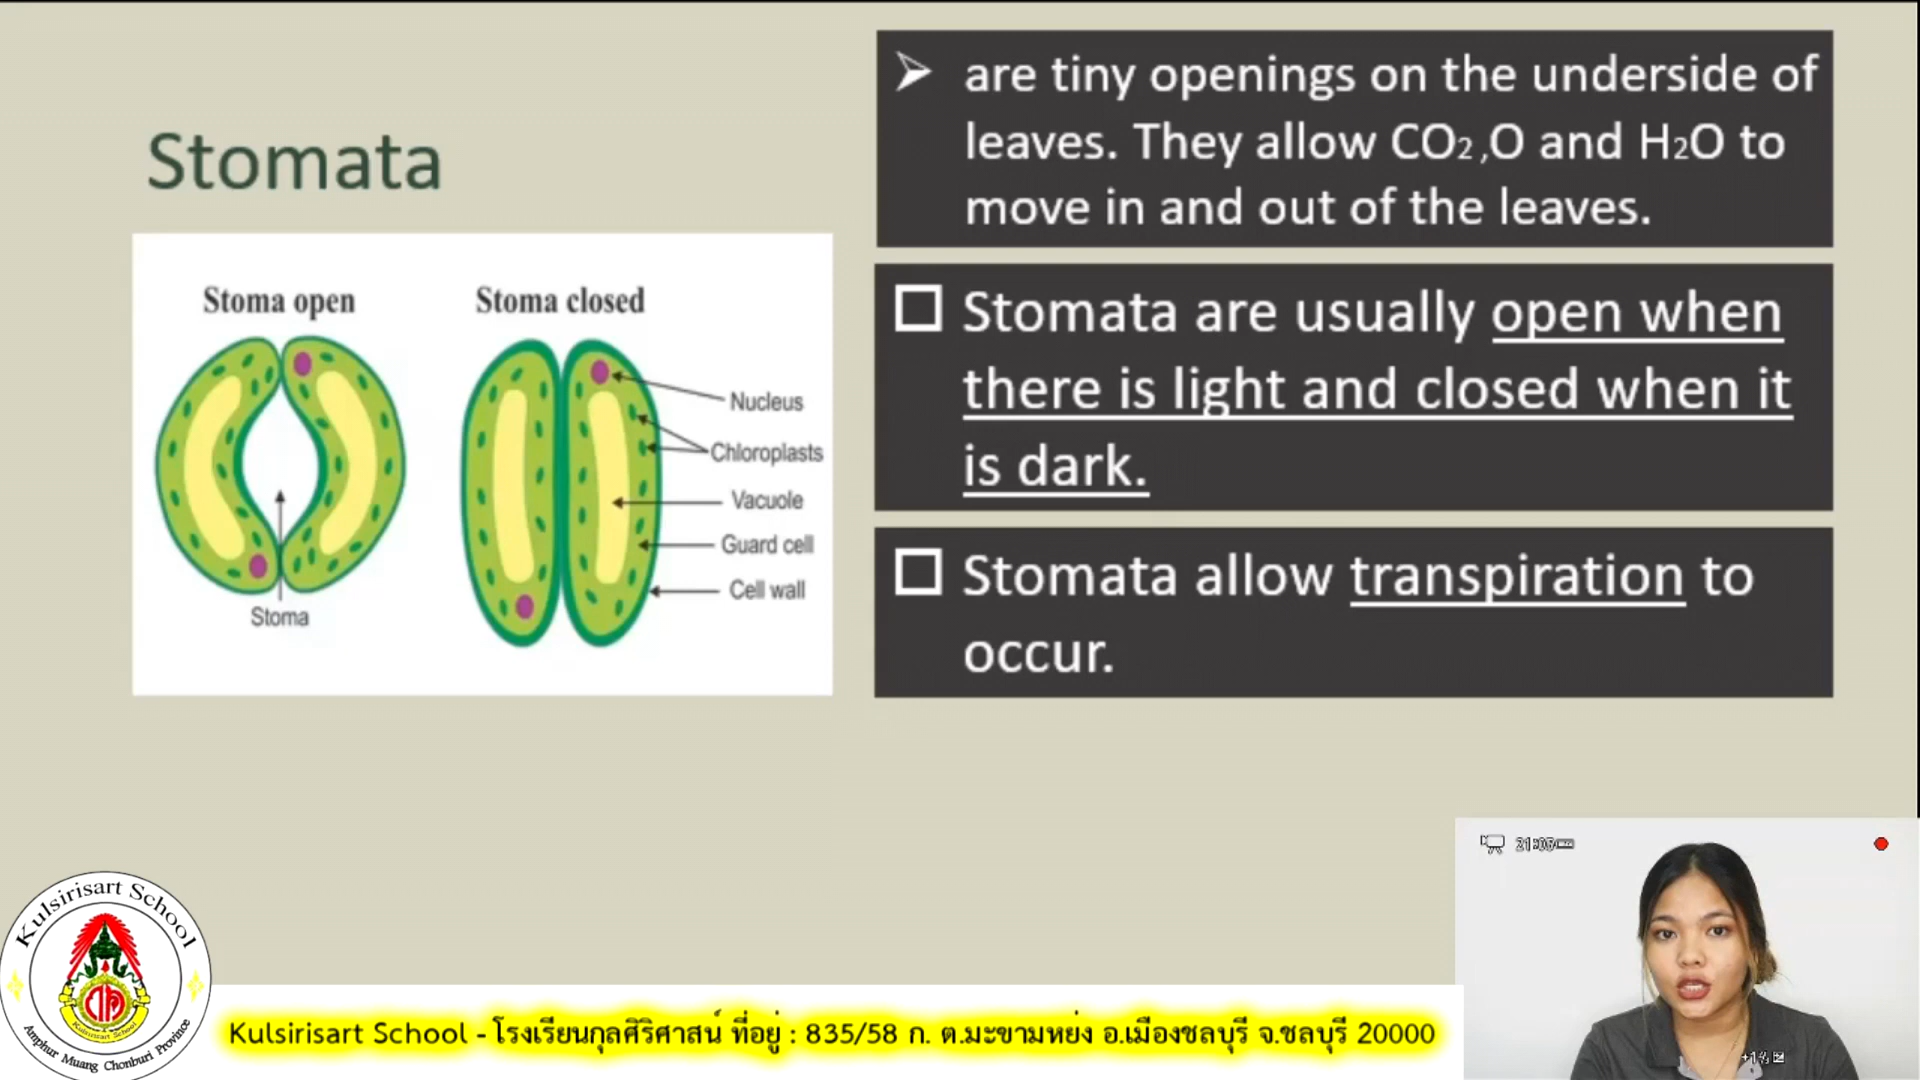 Stomata
are tiny openings on the underside of
leaves. They allow CO₂ ,O and H₂O to
move in and out of the leaves.
Stomata are usually open when
there is light and closed when it
is dark.
Stomata allow transpiration to
occur.
Stoma open
Stoma closed
Nucleus
Chloroplasts
Vacuole
Guard cell
Cell wall
Stoma
Kulsirisart School
Amphur Muang Chonburi Province
Kulsirisart School - โรงเรียนกุลศิริศาสน์ ที่อยู่ : 835/58 ก. ต.มะขามหย่ง อ.เมืองชลบุรี จ.ชลบุรี 20000